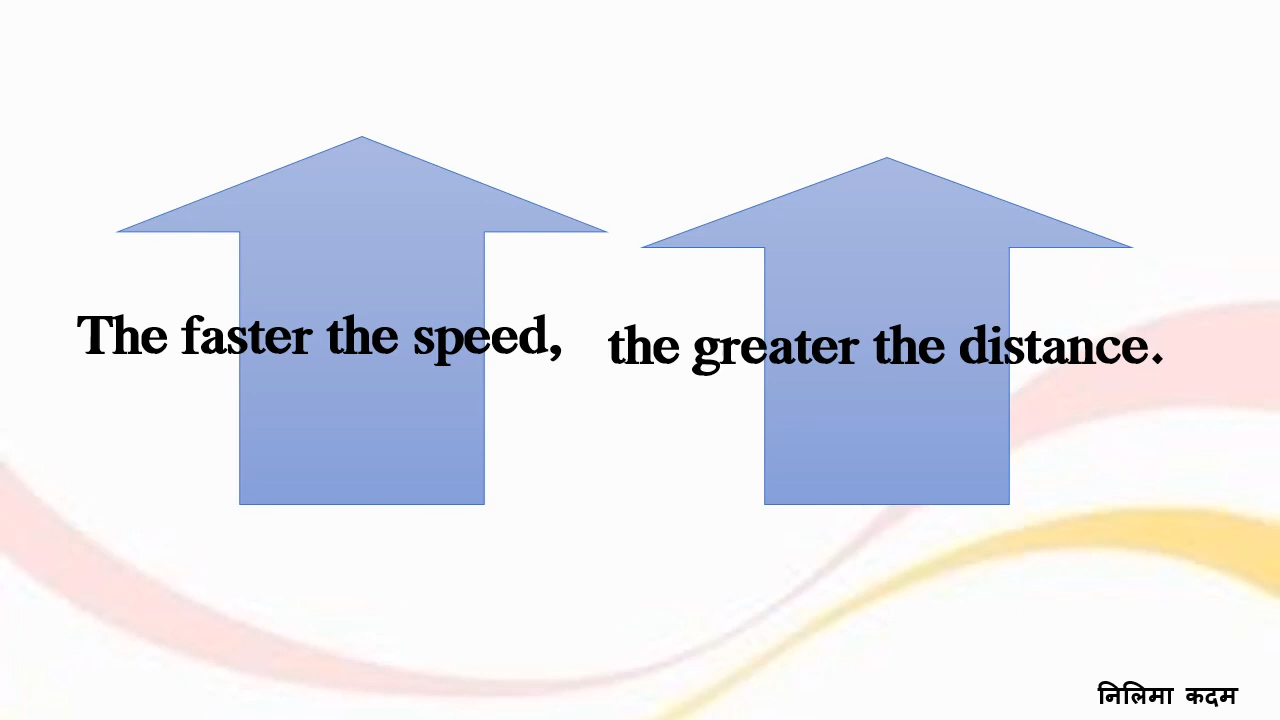 The faster the speed,
the greater the distance.
निलिमा कदम